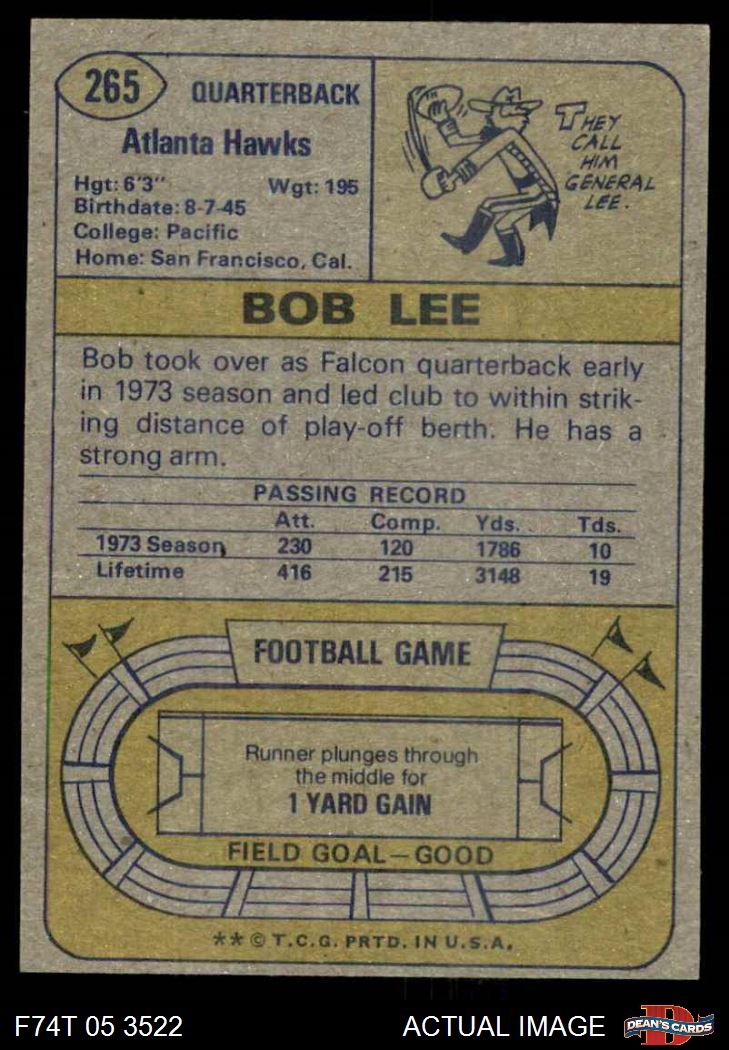 265 QUARTERBACK
Atlanta Hawks
Hgt: 6'3" Wgt: 195
Birthdate: 8-7-45
College: Pacific
Home: San Francisco, Cal.
THEY
CALL
HIM
GENERAL
LEE.
BOB LEE
Bob took over as Falcon quarterback early
in 1973 season and led club to within strik-
ing distance of play-off berth. He has a
strong arm.
PASSING RECORD
Att. Comp. Yds. Tds.
1973 Season 230 120 1786 10
Lifetime 416 215 3148 19
FOOTBALL GAME
Runner plunges through
the middle for
1 YARD GAIN
FIELD GOAL—GOOD
** © T.C.G. PRTD. IN U.S.A.
F74T 05 3522 ACTUAL IMAGE
D
DEAN'S CARDS